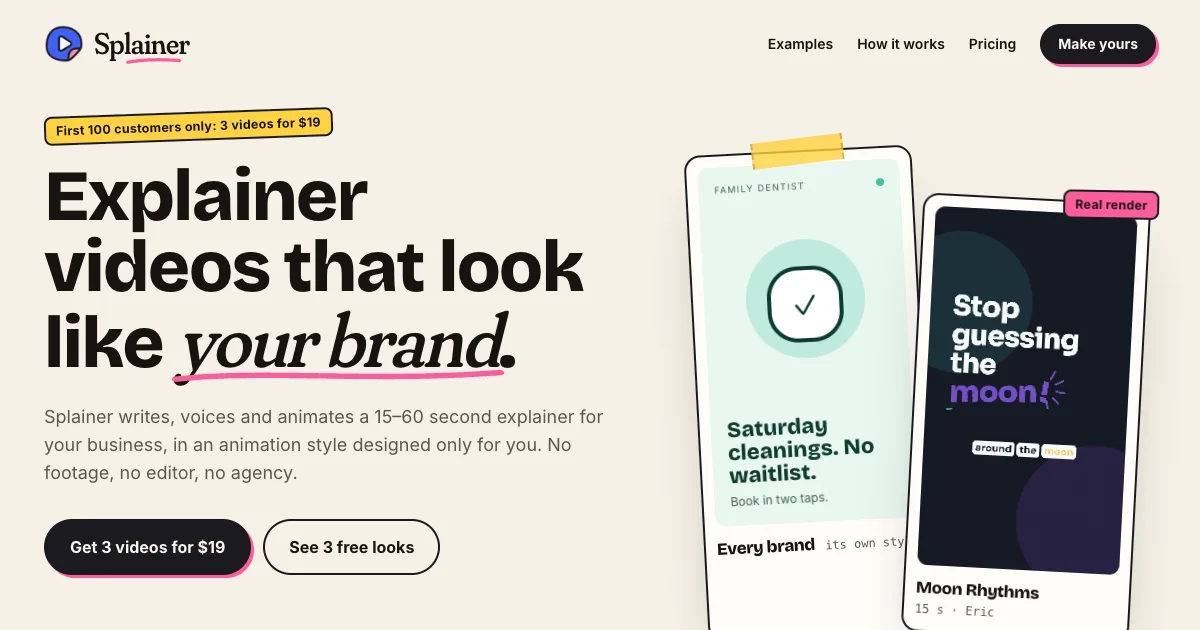 Splainer
Examples
How it works
Pricing
Make yours
First 100 customers only: 3 videos for $19
Explainer
videos that look
like your brand.
Splainer writes, voices and animates a 15–60 second explainer for
your business, in an animation style designed only for you. No
footage, no editor, no agency.
Get 3 videos for $19
See 3 free looks
FAMILY DENTIST
Saturday
cleanings. No
waitlist.
Book in two taps.
Every brand
its own sty
Real render
Stop
guessing
the
moon!
around the moon
Moon Rhythms
15 s · Eric